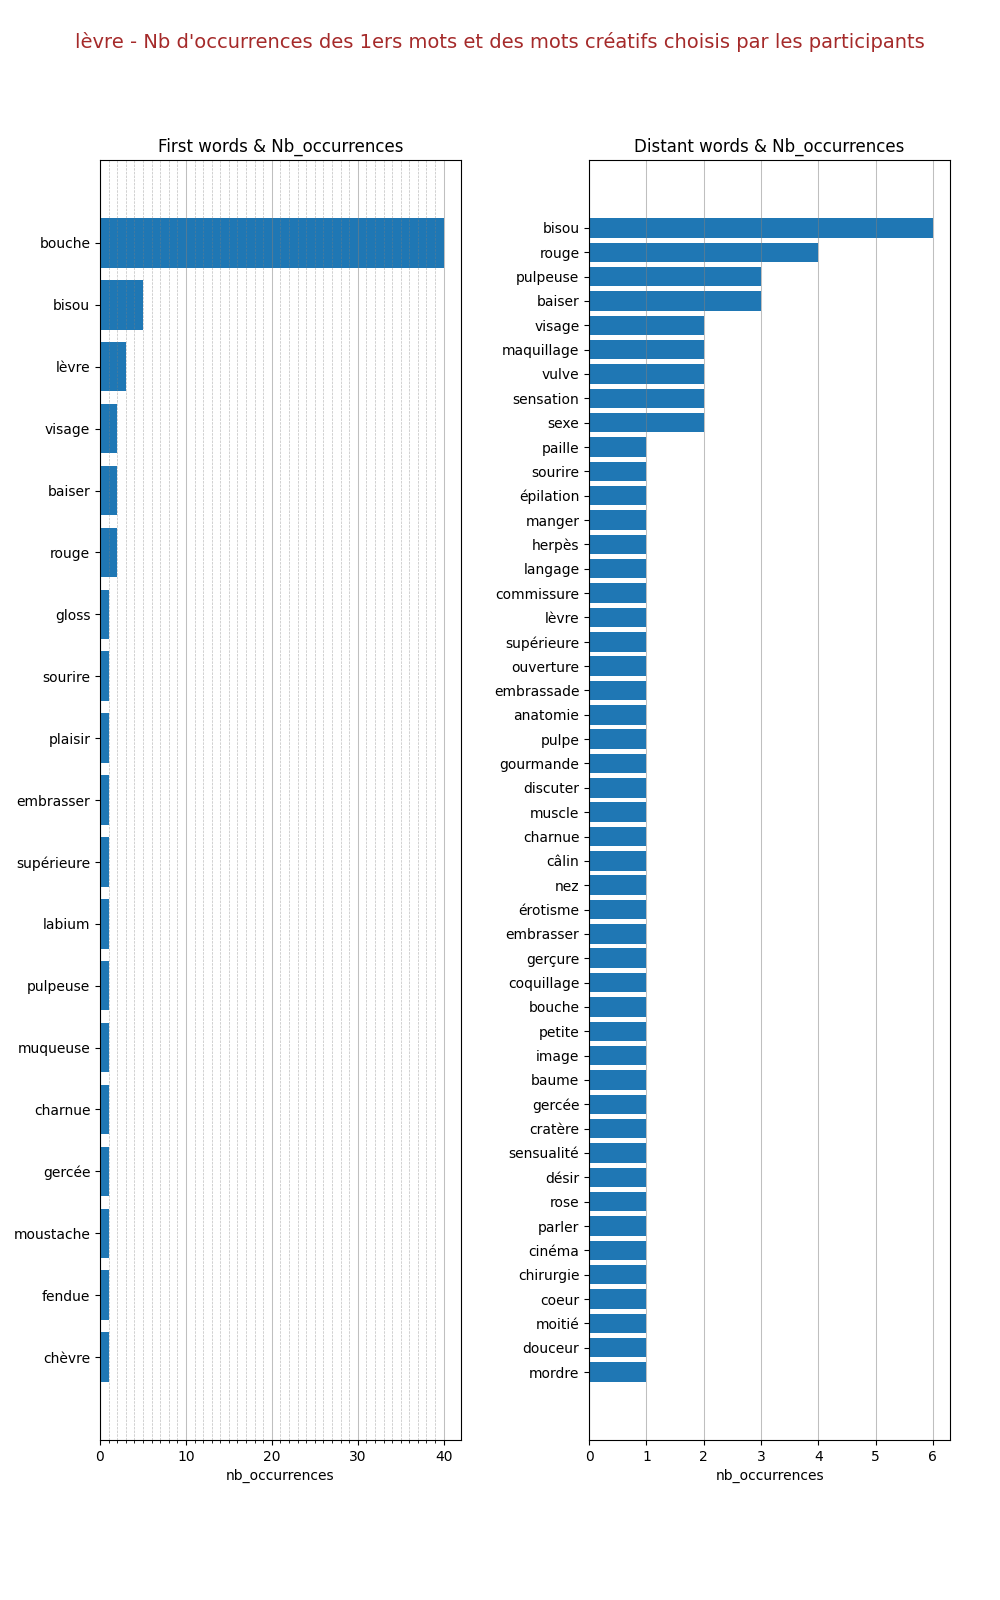 lèvre - Nb d'occurrences des 1ers mots et des mots créatifs choisis par les participants
First words & Nb_occurrences
bouche
bisou
lèvre
visage
baiser
rouge
gloss
sourire
plaisir
embrasser
supérieure
labium
pulpeuse
muqueuse
charnue
gercée
moustache
fendue
chèvre
0 10 20 30 40
nb_occurrences
Distant words & Nb_occurrences
bisou
rouge
pulpeuse
baiser
visage
maquillage
vulve
sensation
sexe
paille
sourire
épilation
manger
herpès
langage
commissure
lèvre
supérieure
ouverture
embrassade
anatomie
pulpe
gourmande
discuter
muscle
charnue
câlin
nez
érotisme
embrasser
gerçure
coquillage
bouche
petite
image
baume
gercée
cratère
sensualité
désir
rose
parler
cinéma
chirurgie
coeur
moitié
douceur
mordre
0 1 2 3 4 5 6
nb_occurrences